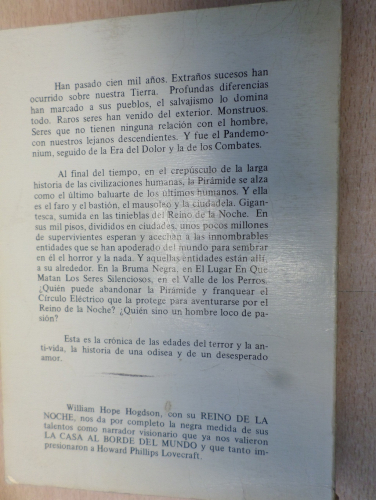 Han pasado cien mil años. Extraños sucesos han
ocurrido sobre nuestra Tierra. Profundas diferencias
han marcado a sus pueblos, el salvajismo lo domina
todo. Raros seres han venido del exterior. Monstruos.
Seres que no tienen ninguna relación con el hombre,
con nuestros lejanos descendientes. Y fue el Pandemo-
nium, seguido de la Era del Dolor y la de los Combates.
Al final del tiempo, en el crepúsculo de la larga
historia de las civilizaciones humanas, la Pirámide se alza
como el último baluarte de los últimos humanos. Y ella
es el faro y el bastión, el mausoleo y la ciudadela. Gigan-
tesca, sumida en las tinieblas del Reino de la Noche. En
sus mil pisos, divididos en ciudades, unos pocos millones
de supervivientes esperan y acechan a las innombrables
entidades que se han apoderado del mundo para sembrar
en él el horror y la nada. Y aquellas entidades están allí,
a su alrededor. En la Bruma Negra, en El Lugar En Que
Matan Los Seres Silenciosos, en el Valle de los Perros.
¿Quién puede abandonar la Pirámide y franquear el
Círculo Eléctrico que la protege para aventurarse por el
Reino de la Noche? ¿Quién sino un hombre loco de pa-
sión?
Esta es la crónica de las edades del terror y la an-
ti-vida, la historia de una odisea y de un desesperado
amor.
William Hope Hogdson, con su REINO DE LA
NOCHE, nos da por completo la negra medida de sus
talentos como narrador visionario que ya nos valieron
LA CASA AL BORDE DEL MUNDO y que tanto im-
presionaron a Howard Phillips Lovecraft.